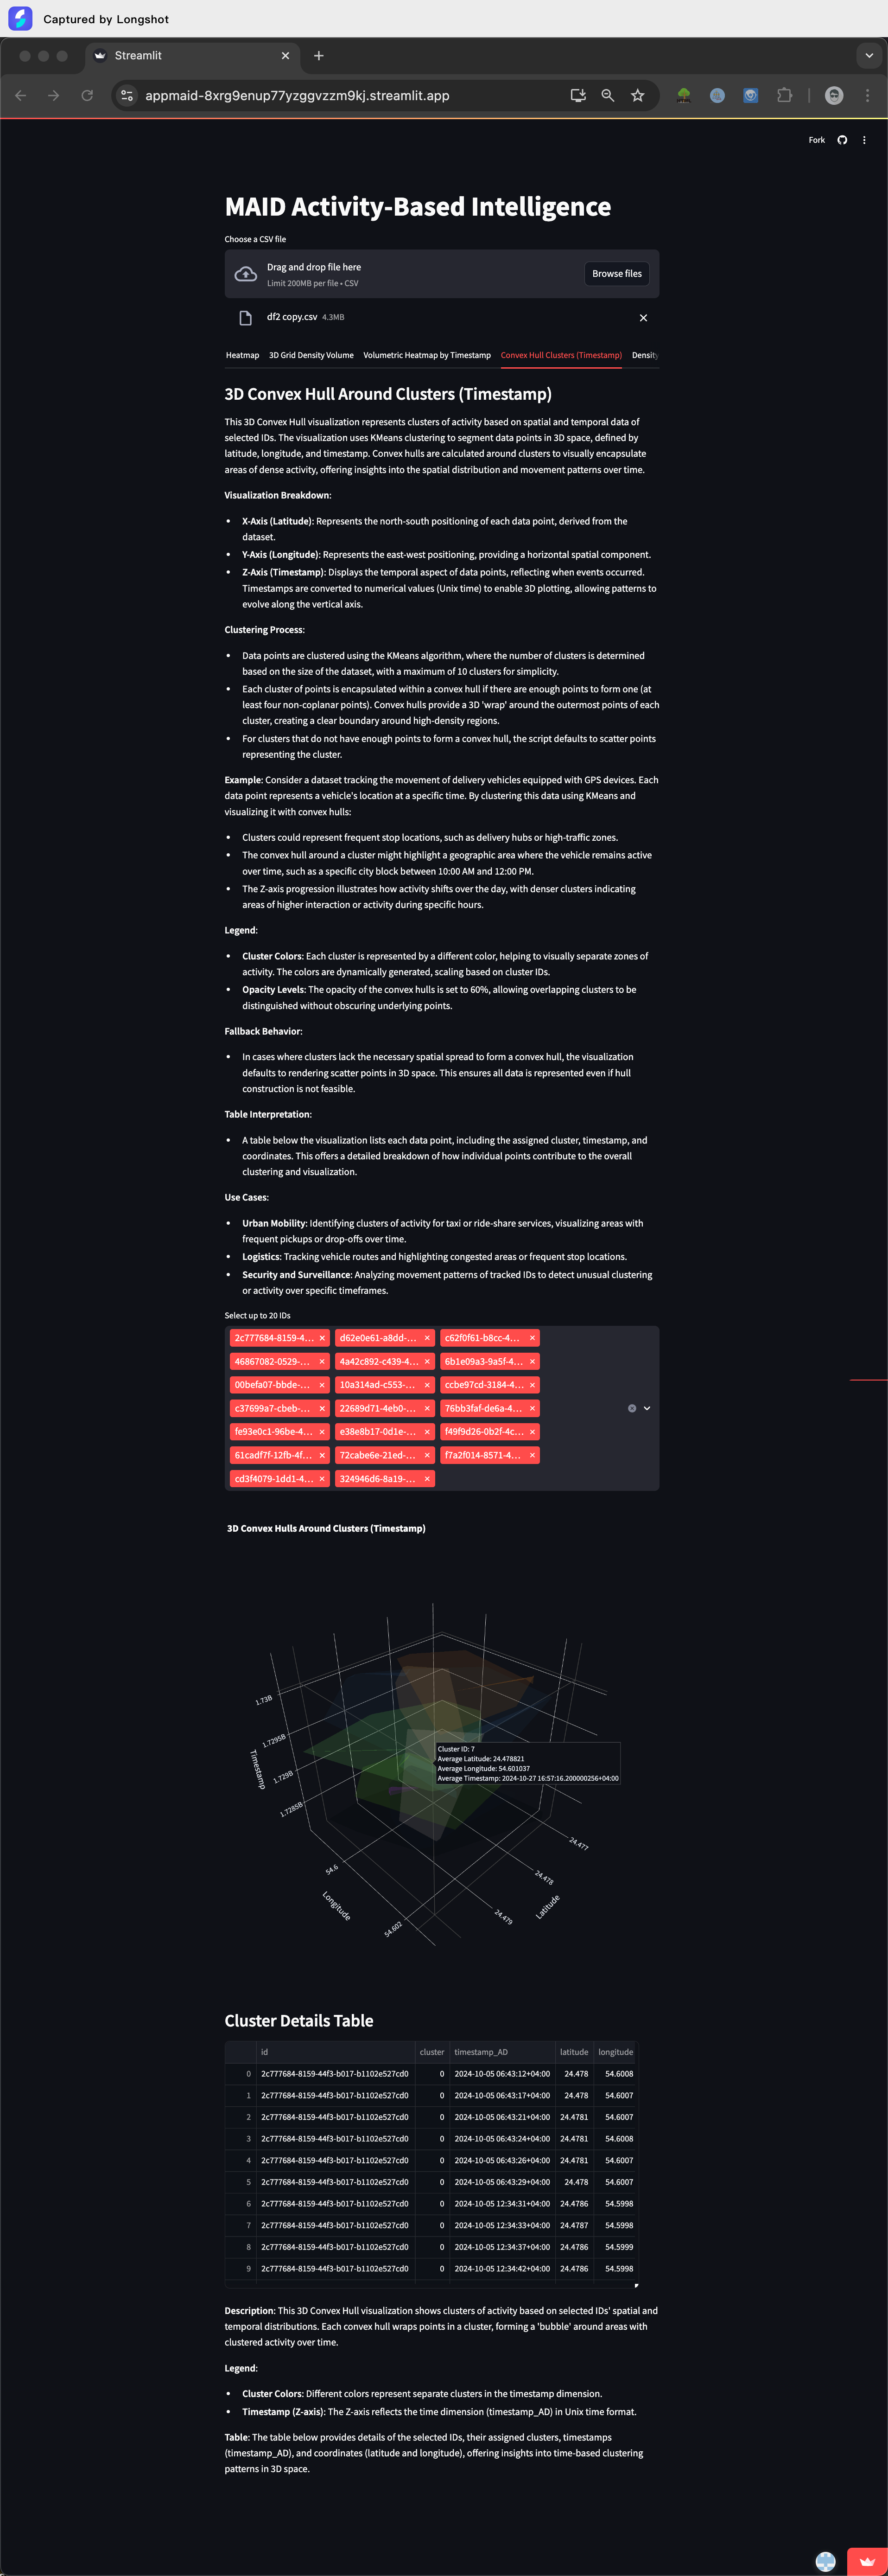 Captured by Longshot
Streamlit
appmaid-8xrg9enup77yzggvzzm9kj.streamlit.app
Fork
MAID Activity-Based Intelligence
Choose a CSV file
Drag and drop file here
Limit 200MB per file • CSV
Browse files
df2 copy.csv 4.3MB
Heatmap 3D Grid Density Volume Volumetric Heatmap by Timestamp Convex Hull Clusters (Timestamp) Density
3D Convex Hull Around Clusters (Timestamp)
This 3D Convex Hull visualization represents clusters of activity based on spatial and temporal data of
selected IDs. The visualization uses KMeans clustering to segment data points in 3D space, defined by
latitude, longitude, and timestamp. Convex hulls are calculated around clusters to visually encapsulate
areas of dense activity, offering insights into the spatial distribution and movement patterns over time.
Visualization Breakdown:
• X-Axis (Latitude): Represents the north-south positioning of each data point, derived from the
dataset.
• Y-Axis (Longitude): Represents the east-west positioning, providing a horizontal spatial component.
• Z-Axis (Timestamp): Displays the temporal aspect of data points, reflecting when events occurred.
Timestamps are converted to numerical values (Unix time) to enable 3D plotting, allowing patterns to
evolve along the vertical axis.
Clustering Process:
• Data points are clustered using the KMeans algorithm, where the number of clusters is determined
based on the size of the dataset, with a maximum of 10 clusters for simplicity.
• Each cluster of points is encapsulated within a convex hull if there are enough points to form one (at
least four non-coplanar points). Convex hulls provide a 3D 'wrap' around the outermost points of each
cluster, creating a clear boundary around high-density regions.
• For clusters that do not have enough points to form a convex hull, the script defaults to scatter points
representing the cluster.
Example: Consider a dataset tracking the movement of delivery vehicles equipped with GPS devices. Each
data point represents a vehicle's location at a specific time. By clustering this data using KMeans and
visualizing it with convex hulls:
• Clusters could represent frequent stop locations, such as delivery hubs or high-traffic zones.
• The convex hull around a cluster might highlight a geographic area where the vehicle remains active
over time, such as a specific city block between 10:00 AM and 12:00 PM.
• The Z-axis progression illustrates how activity shifts over the day, with denser clusters indicating
areas of higher interaction or activity during specific hours.
Legend:
• Cluster Colors: Each cluster is represented by a different color, helping to visually separate zones of
activity. The colors are dynamically generated, scaling based on cluster IDs.
• Opacity Levels: The opacity of the convex hulls is set to 60%, allowing overlapping clusters to be
distinguished without obscuring underlying points.
Fallback Behavior:
• In cases where clusters lack the necessary spatial spread to form a convex hull, the visualization
defaults to rendering scatter points in 3D space. This ensures all data is represented even if hull
construction is not feasible.
Table Interpretation:
• A table below the visualization lists each data point, including the assigned cluster, timestamp, and
coordinates. This offers a detailed breakdown of how individual points contribute to the overall
clustering and visualization.
Use Cases:
• Urban Mobility: Identifying clusters of activity for taxi or ride-share services, visualizing areas with
frequent pickups or drop-offs over time.
• Logistics: Tracking vehicle routes and highlighting congested areas or frequent stop locations.
• Security and Surveillance: Analyzing movement patterns of tracked IDs to detect unusual clustering
or activity over specific timeframes.
Select up to 20 IDs
2c777684-8159-4... d62e0e61-a8dd-... c62f0f61-b8cc-4...
46867082-0529-... 4a42c892-c439-4... 6b1e09a3-9a5f-4...
00befa07-bbde-... 10a314ad-c553-... ccbe97cd-3184-4...
c37699a7-cbeb-... 22689d71-4eb0-... 76bb3faf-de6a-4...
fe93e0c1-96be-4... e38e8b17-0d1e-... f49f9d26-0b2f-4c...
61cadf7f-12fb-4f... 72cabe6e-21ed-... f7a2f014-8571-4...
cd3f4079-1dd1-4... 324946d6-8a19-...
3D Convex Hulls Around Clusters (Timestamp)
1.73B
1.7295B
1.729B
1.7285B
Timestamp
Cluster ID: 7
Average Latitude: 24.478821
Average Longitude: 54.601037
Average Timestamp: 2024-10-27 16:57:16.200000256+04:00
54.6
54.602
Longitude
24.477
24.478
24.479
Latitude
Cluster Details Table
id cluster timestamp_AD latitude longitude
0 2c777684-8159-44f3-b017-b1102e527cd0 0 2024-10-05 06:43:12+04:00 24.478 54.6008
1 2c777684-8159-44f3-b017-b1102e527cd0 0 2024-10-05 06:43:17+04:00 24.478 54.6007
2 2c777684-8159-44f3-b017-b1102e527cd0 0 2024-10-05 06:43:21+04:00 24.4781 54.6007
3 2c777684-8159-44f3-b017-b1102e527cd0 0 2024-10-05 06:43:24+04:00 24.4781 54.6008
4 2c777684-8159-44f3-b017-b1102e527cd0 0 2024-10-05 06:43:26+04:00 24.4781 54.6007
5 2c777684-8159-44f3-b017-b1102e527cd0 0 2024-10-05 06:43:29+04:00 24.478 54.6007
6 2c777684-8159-44f3-b017-b1102e527cd0 0 2024-10-05 12:34:31+04:00 24.4786 54.5998
7 2c777684-8159-44f3-b017-b1102e527cd0 0 2024-10-05 12:34:33+04:00 24.4787 54.5998
8 2c777684-8159-44f3-b017-b1102e527cd0 0 2024-10-05 12:34:37+04:00 24.4786 54.5999
9 2c777684-8159-44f3-b017-b1102e527cd0 0 2024-10-05 12:34:42+04:00 24.4786 54.5998
Description: This 3D Convex Hull visualization shows clusters of activity based on selected IDs' spatial and
temporal distributions. Each convex hull wraps points in a cluster, forming a 'bubble' around areas with
clustered activity over time.
Legend:
• Cluster Colors: Different colors represent separate clusters in the timestamp dimension.
• Timestamp (Z-axis): The Z-axis reflects the time dimension (timestamp_AD) in Unix time format.
Table: The table below provides details of the selected IDs, their assigned clusters, timestamps
(timestamp_AD), and coordinates (latitude and longitude), offering insights into time-based clustering
patterns in 3D space.